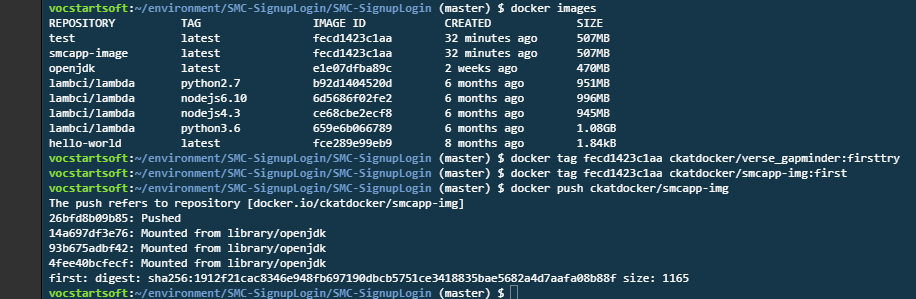 vocstartsoft:~/environment/SMC-SignupLogin/SMC-SignupLogin (master) $ docker images
REPOSITORY TAG IMAGE ID CREATED SIZE
test latest fecd1423c1aa 32 minutes ago 507MB
smcapp-image latest fecd1423c1aa 32 minutes ago 507MB
openjdk latest e1e07dfba89c 2 weeks ago 470MB
lambci/lambda python2.7 b92d1404520d 6 months ago 951MB
lambci/lambda nodejs6.10 6d5686f02fe2 6 months ago 996MB
lambci/lambda nodejs4.3 ce68cbe2ecf8 6 months ago 945MB
lambci/lambda python3.6 659e6b066789 6 months ago 1.08GB
hello-world latest fce289e99eb9 8 months ago 1.84kB
vocstartsoft:~/environment/SMC-SignupLogin/SMC-SignupLogin (master) $ docker tag fecd1423c1aa ckatdocker/verse_gapminder:firsttry
vocstartsoft:~/environment/SMC-SignupLogin/SMC-SignupLogin (master) $ docker tag fecd1423c1aa ckatdocker/smcapp-img:first
vocstartsoft:~/environment/SMC-SignupLogin/SMC-SignupLogin (master) $ docker push ckatdocker/smcapp-img
The push refers to repository [docker.io/ckatdocker/smcapp-img]
26bfd8b09b85: Pushed
14a697df3e76: Mounted from library/openjdk
93b675adbf42: Mounted from library/openjdk
4fee40bcfecf: Mounted from library/openjdk
first: digest: sha256:1912f21cac8346e948fb697190dbcb5751ce3418835bae5682a4d7aafa08b88f size: 1165
vocstartsoft:~/environment/SMC-SignupLogin/SMC-SignupLogin (master) $